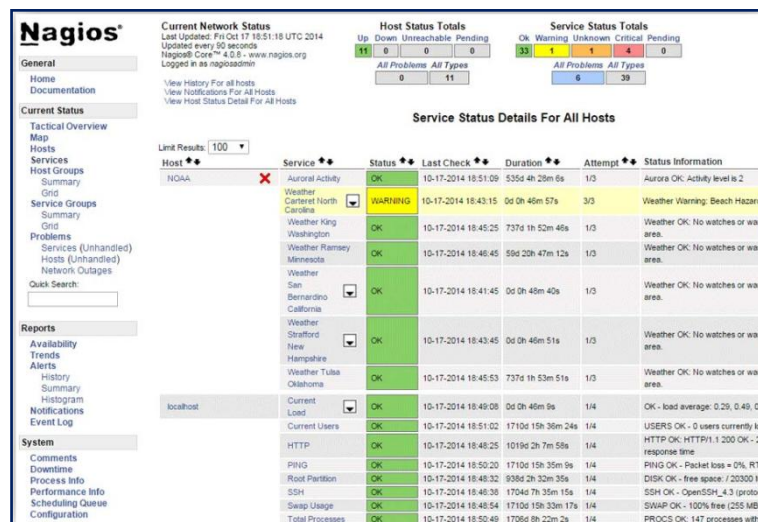 Nagios®
General
Home
Documentation
Current Status
Tactical Overview
Map
Hosts
Services
Host Groups
Summary
Grid
Service Groups
Summary
Grid
Problems
Services (Unhandled)
Hosts (Unhandled)
Network Outages
Quick Search:
Reports
Availability
Trends
Alerts
History
Summary
Histogram
Notifications
Event Log
System
Comments
Downtime
Process Info
Performance Info
Scheduling Queue
Configuration
Current Network Status
Last Updated: Fri Oct 17 18:51:18 UTC 2014
Updated every 90 seconds
Nagios® Core™ 4.0.8 - www.nagios.org
Logged in as nagiosadmin
View History For all hosts
View Notifications For All Hosts
View Host Status Detail For All Hosts
Host Status Totals
Up Down Unreachable Pending
11 0 0 0
All Problems All Types
0 11
Service Status Totals
Ok Warning Unknown Critical Pending
33 1 1 4 0
All Problems All Types
6 39
Service Status Details For All Hosts
Limit Results: 100
Host Service Status Last Check Duration Attempt Status Information
NOAA Auroral Activity OK 10-17-2014 18:51:09 535d 4h 28m 6s 1/3 Aurora OK: Activity level is 2
Weather
Carteret North WARNING 10-17-2014 18:43:15 0d 0h 46m 57s 3/3 Weather Warning: Beach Hazar
Carolina
Weather King OK 10-17-2014 18:45:25 737d 1h 52m 46s 1/3 Weather OK: No watches or wa
Washington area.
Weather Ramsey OK 10-17-2014 18:46:45 59d 20h 47m 12s 1/3 Weather OK: No watches or wa
Minnesota area.
Weather
San OK 10-17-2014 18:41:45 0d 0h 48m 40s 1/3 Weather OK: No watches or wa
Bernardino area.
California
Weather
Strafford OK 10-17-2014 18:43:45 0d 0h 46m 51s 1/3 Weather OK: No watches or wa
New area.
Hampshire
Weather Tulsa OK 10-17-2014 18:45:53 737d 1h 53m 51s 1/3 Weather OK: No watches or wa
Oklahoma area.
localhost Current OK 10-17-2014 18:49:08 0d 0h 46m 9s 1/4 OK - load average: 0.29, 0.49, 0
Load
Current Users OK 10-17-2014 18:51:02 1710d 15h 36m 24s 1/4 USERS OK - 0 users currently lo
HTTP OK 10-17-2014 18:48:25 1019d 2h 7m 58s 1/4 HTTP OK: HTTP/1.1 200 OK - 2
response time
PING OK 10-17-2014 18:50:20 1710d 15h 35m 9s 1/4 PING OK - Packet loss = 0%, RT
Root Partition OK 10-17-2014 18:48:32 938d 2h 32m 35s 1/4 DISK OK - free space: / 20300
SSH OK 10-17-2014 18:46:38 1704d 7h 35m 15s 1/4 SSH OK - OpenSSH_4.3 (proto
Swap Usage OK 10-17-2014 18:48:54 1710d 15h 33m 17s 1/4 SWAP OK - 100% free (255 MB
Total Processes OK 10-17-2014 18:50:49 1706d 8h 22m 2s 1/4 PROCS OK: 147 processes with